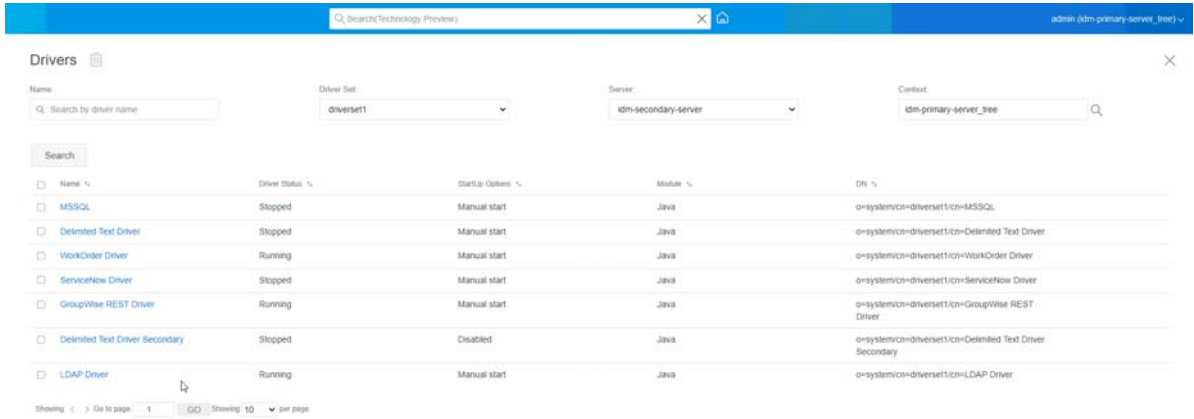 Search(Technology Preview)
admin (idm-primary-server_tree)
Drivers
Name: Driver Set: Server: Context:
Search by driver name driverset1 idm-secondary-server idm-primary-server_tree
Search
Name Driver Status StartUp Options Module DN
MSSQL Stopped Manual start Java o=system/cn=driverset1/cn=MSSQL
Delimited Text Driver Stopped Manual start Java o=system/cn=driverset1/cn=Delimited Text Driver
WorkOrder Driver Running Manual start Java o=system/cn=driverset1/cn=WorkOrder Driver
ServiceNow Driver Stopped Manual start Java o=system/cn=driverset1/cn=ServiceNow Driver
GroupWise REST Driver Running Manual start Java o=system/cn=driverset1/cn=GroupWise REST
Driver
Delimited Text Driver Secondary Stopped Disabled Java o=system/cn=driverset1/cn=Delimited Text Driver
Secondary
LDAP Driver Running Manual start Java o=system/cn=driverset1/cn=LDAP Driver
Showing < > Go to page 1 GO Showing 10 per page